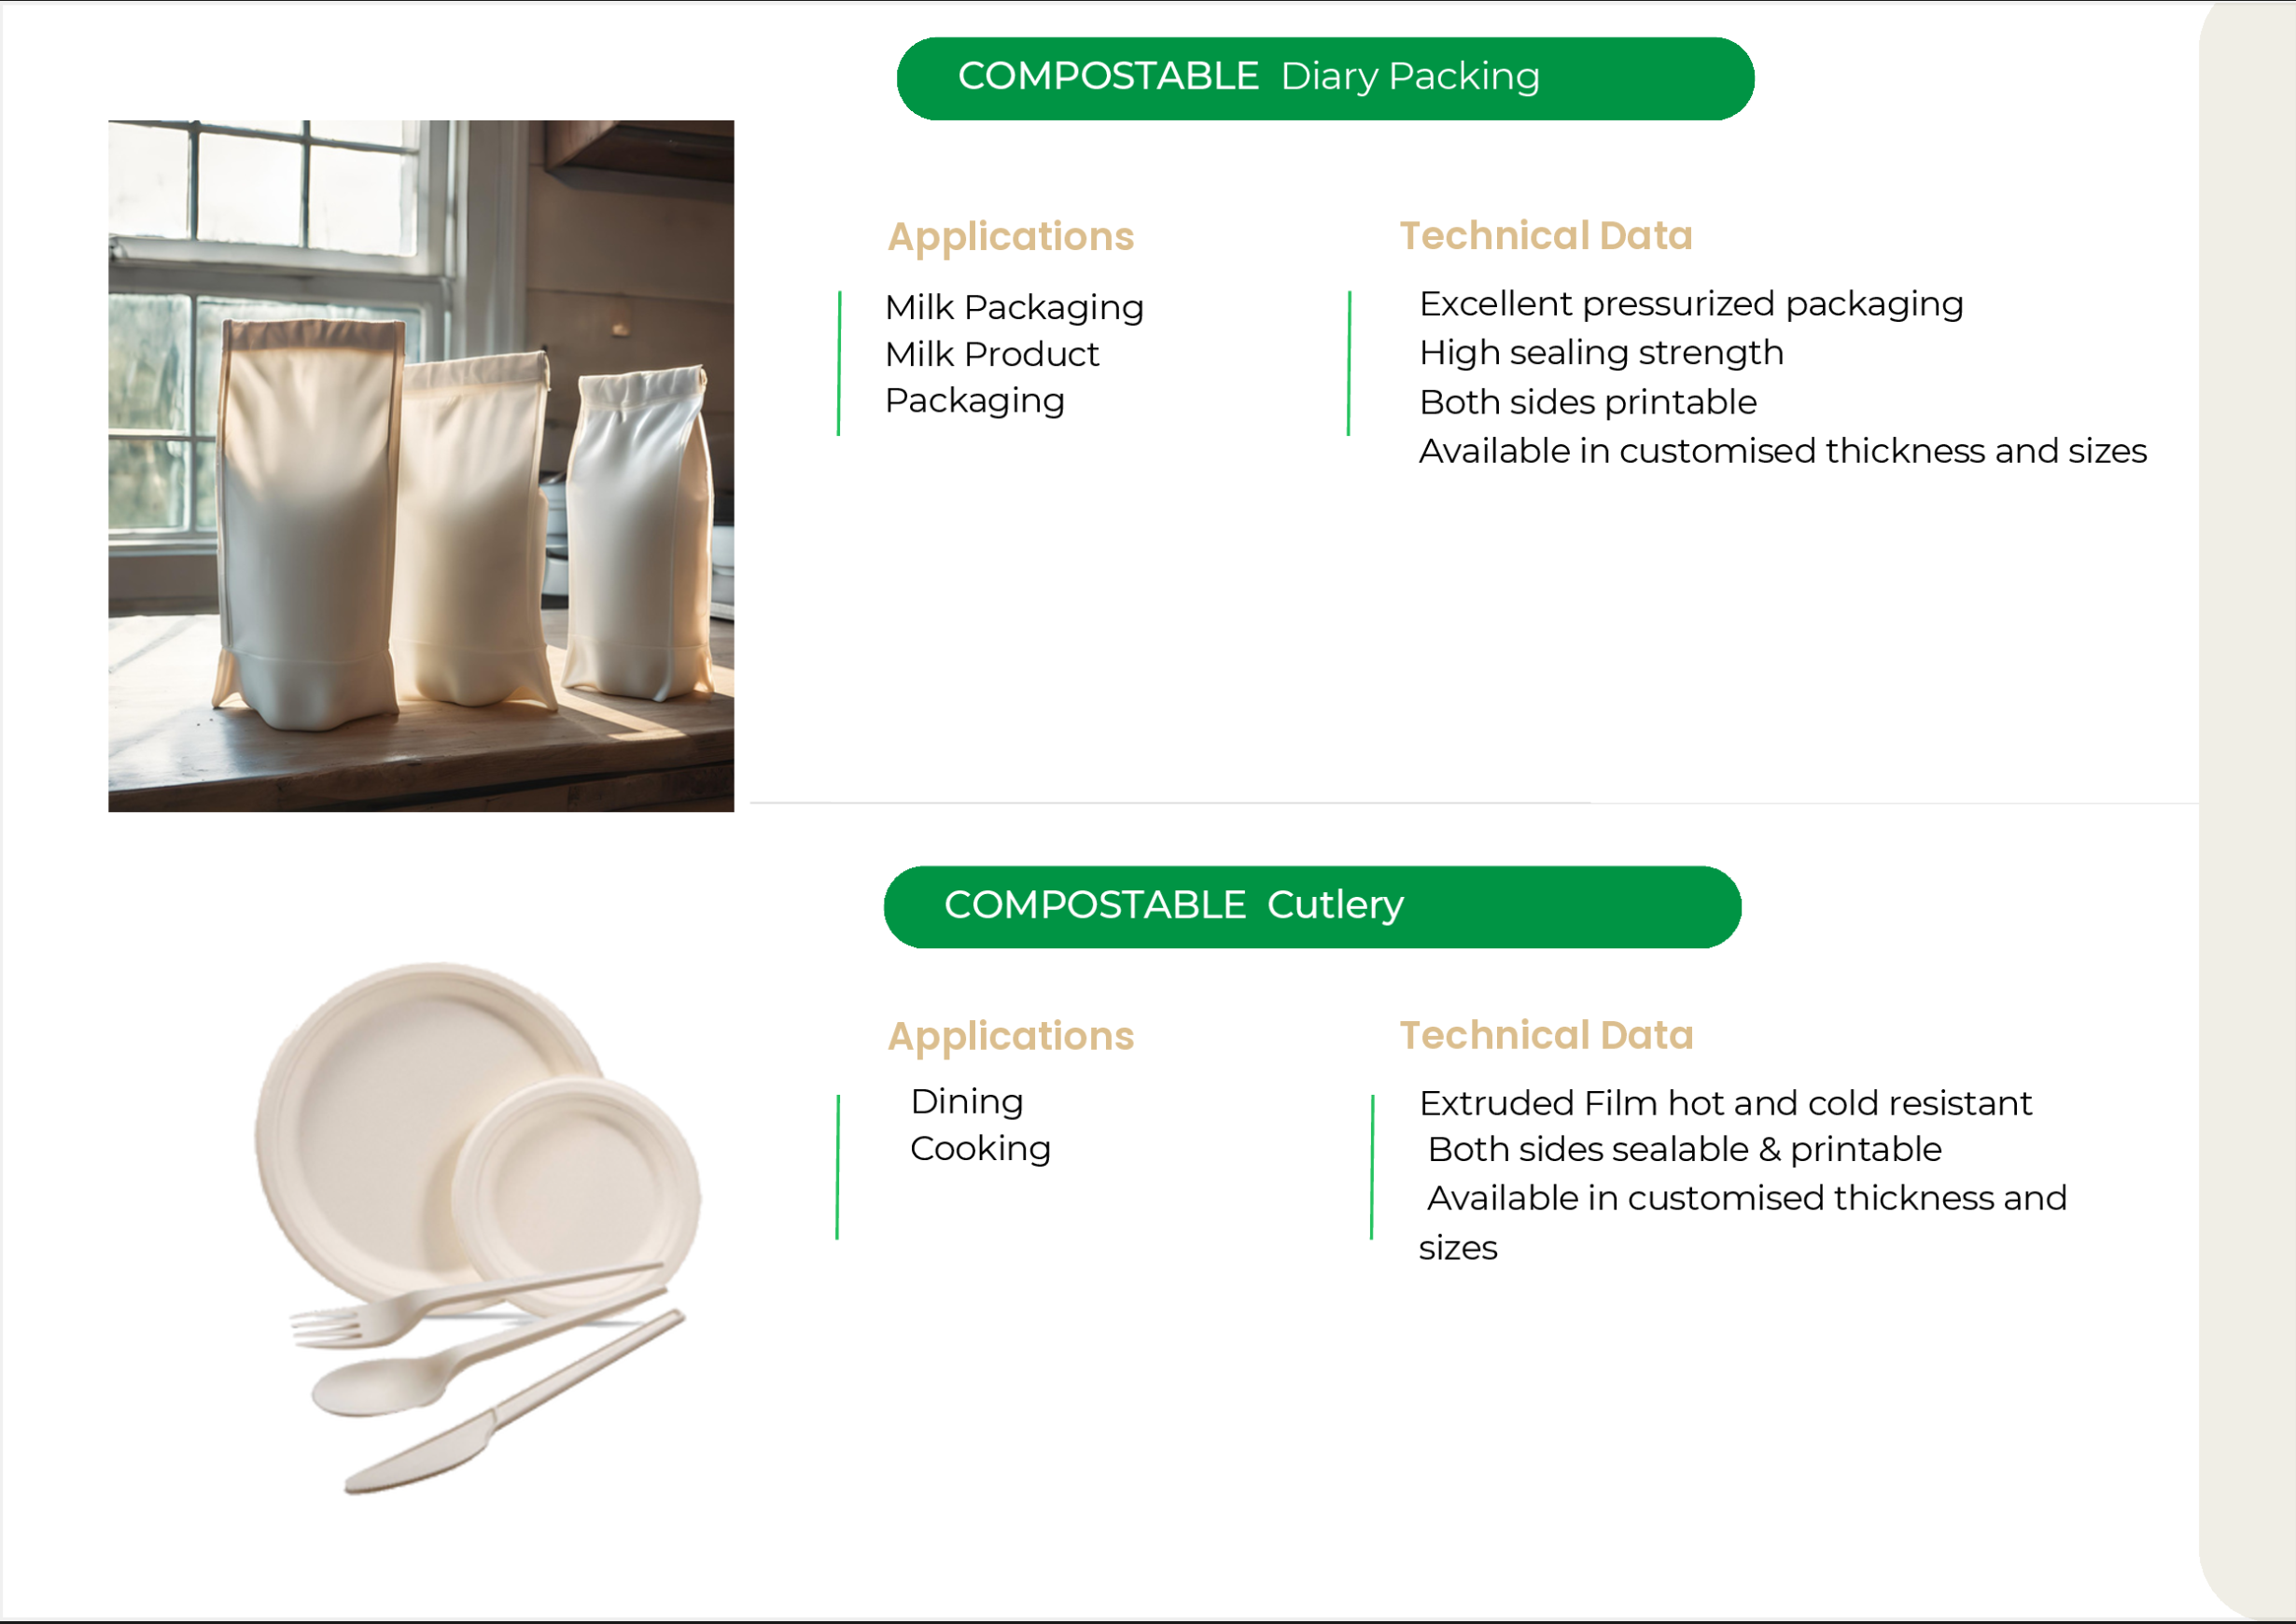 COMPOSTABLE Diary Packing
Applications
Milk Packaging
Milk Product
Packaging
Technical Data
Excellent pressurized packaging
High sealing strength
Both sides printable
Available in customised thickness and sizes
COMPOSTABLE Cutlery
Applications
Dining
Cooking
Technical Data
Extruded Film hot and cold resistant
Both sides sealable & printable
Available in customised thickness and
sizes